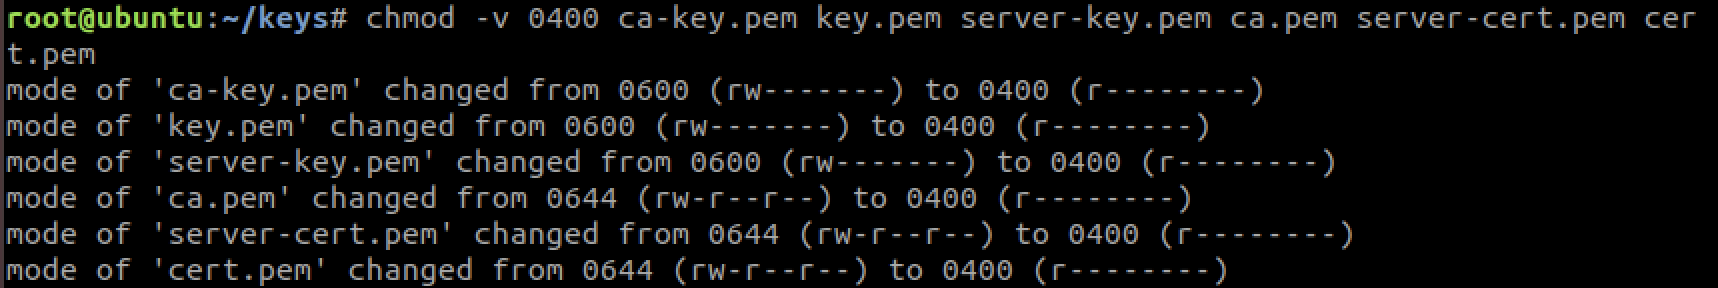 root@ubuntu:~/keys# chmod -v 0400 ca-key.pem key.pem server-key.pem ca.pem server-cert.pem cer
t.pem
mode of 'ca-key.pem' changed from 0600 (rw-------) to 0400 (r--------)
mode of 'key.pem' changed from 0600 (rw-------) to 0400 (r--------)
mode of 'server-key.pem' changed from 0600 (rw-------) to 0400 (r--------)
mode of 'ca.pem' changed from 0644 (rw-r--r--) to 0400 (r--------)
mode of 'server-cert.pem' changed from 0644 (rw-r--r--) to 0400 (r--------)
mode of 'cert.pem' changed from 0644 (rw-r--r--) to 0400 (r--------)